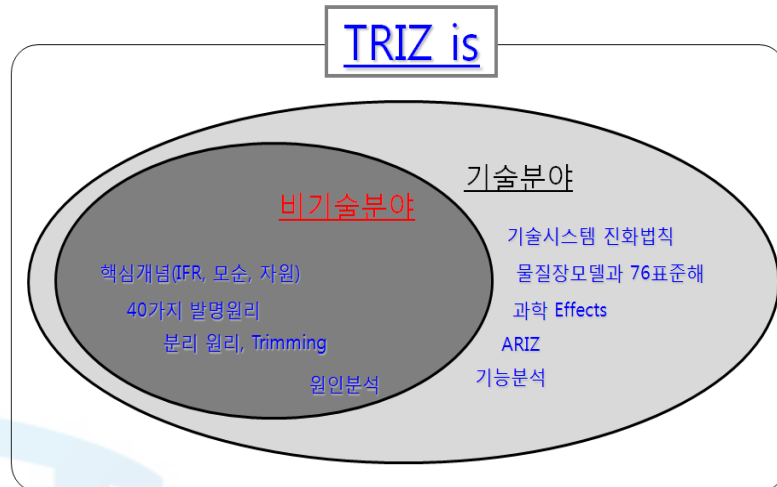 TRIZ is
기술분야
비기술분야
기술시스템 진화법칙
핵심개념(IFR, 모순, 자원)
물질장모델과 76표준해
40가지 발명원리
과학 Effects
분리 원리, Trimming
ARIZ
원인분석
기능분석